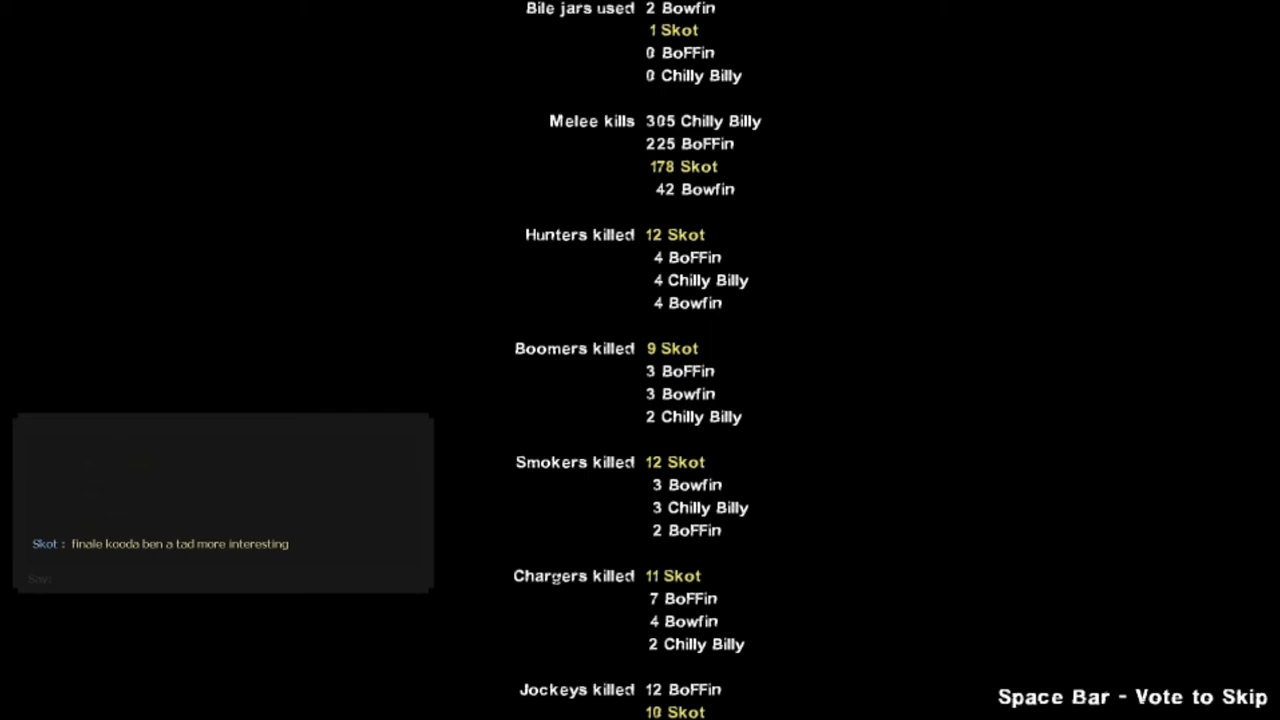 Bile jars used 2 Bowfin
1 Skot
0 BoFFin
0 Chilly Billy
Melee kills 305 Chilly Billy
225 BoFFin
178 Skot
42 Bowfin
Hunters killed 12 Skot
4 BoFFin
4 Chilly Billy
4 Bowfin
Boomers killed 9 Skot
3 BoFFin
3 Bowfin
2 Chilly Billy
Smokers killed 12 Skot
3 Bowfin
3 Chilly Billy
2 BoFFin
Skot : finale kooda ben a tad more interesting
Say:
Chargers killed 11 Skot
7 BoFFin
4 Bowfin
2 Chilly Billy
Jockeys killed 12 BoFFin
10 Skot
Space Bar - Vote to Skip